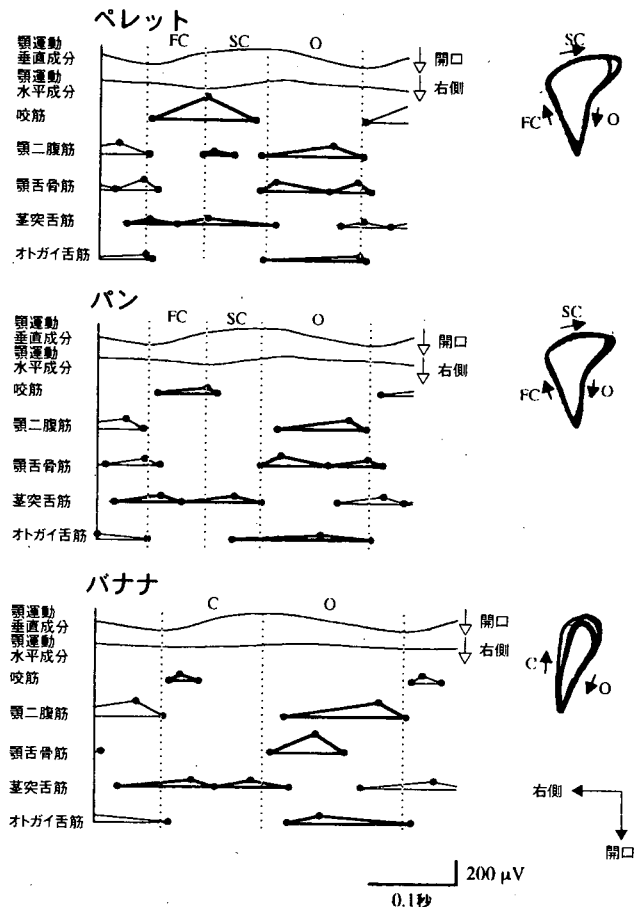 ペレット
FC SC O
顎運動
垂直成分
開口
顎運動
水平成分
右側
咬筋
顎二腹筋
顎舌骨筋
茎突舌筋
オトガイ舌筋
SC
FC
O
パン
FC SC O
顎運動
垂直成分
開口
顎運動
水平成分
右側
咬筋
顎二腹筋
顎舌骨筋
茎突舌筋
オトガイ舌筋
SC
FC
O
バナナ
C O
顎運動
垂直成分
開口
顎運動
水平成分
右側
咬筋
顎二腹筋
顎舌骨筋
茎突舌筋
オトガイ舌筋
C
O
右側
開口
200 μV
0.1秒